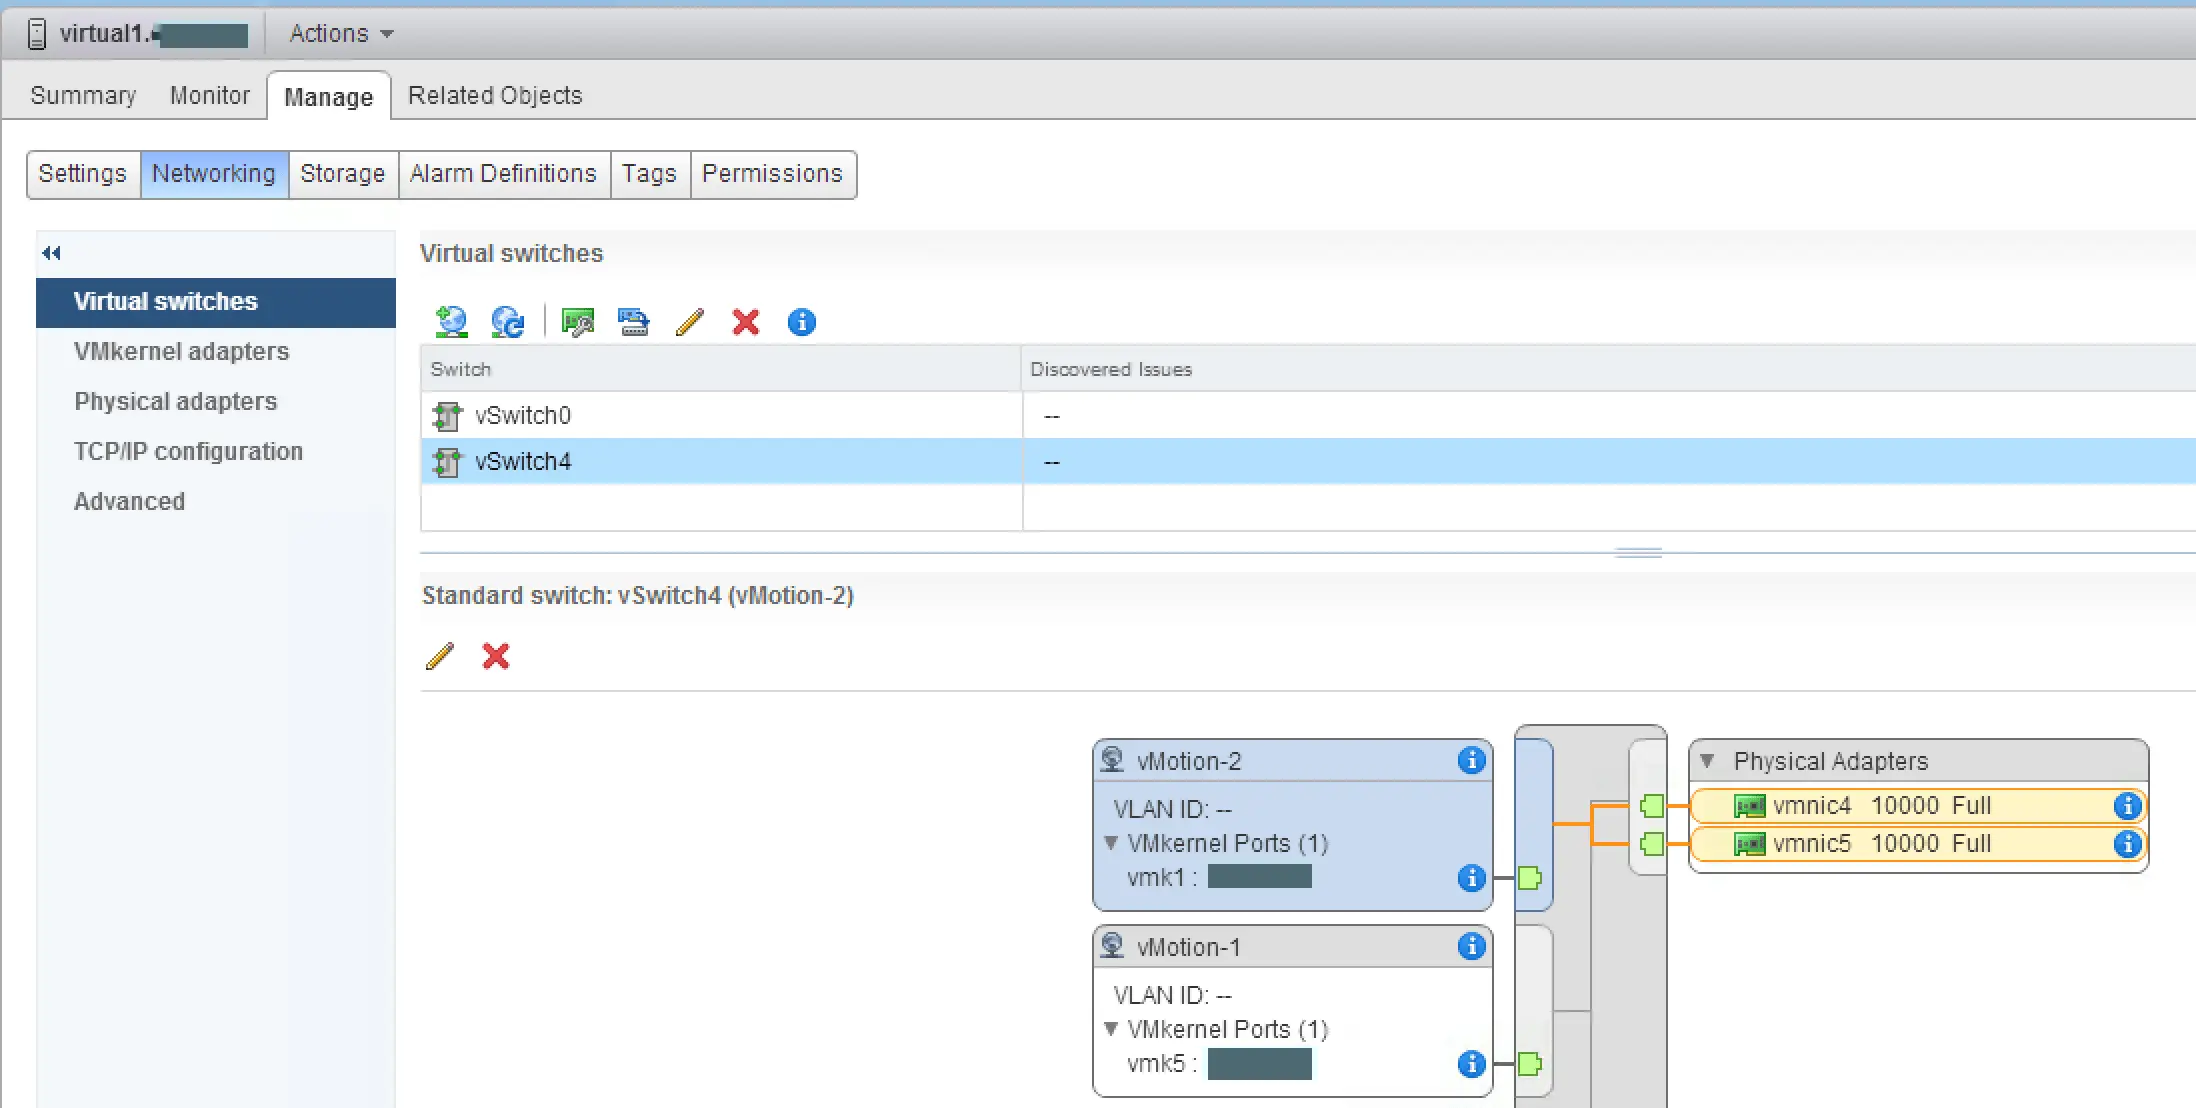 virtual1. Actions
Summary Monitor Manage Related Objects
Settings Networking Storage Alarm Definitions Tags Permissions
Virtual switches
VMkernel adapters
Physical adapters
TCP/IP configuration
Advanced
Virtual switches
Switch Discovered Issues
vSwitch0 --
vSwitch4 --
Standard switch: vSwitch4 (vMotion-2)
vMotion-2
VLAN ID: --
VMkernel Ports (1)
vmk1 :
vMotion-1
VLAN ID: --
VMkernel Ports (1)
vmk5 :
Physical Adapters
vmnic4 10000 Full
vmnic5 10000 Full